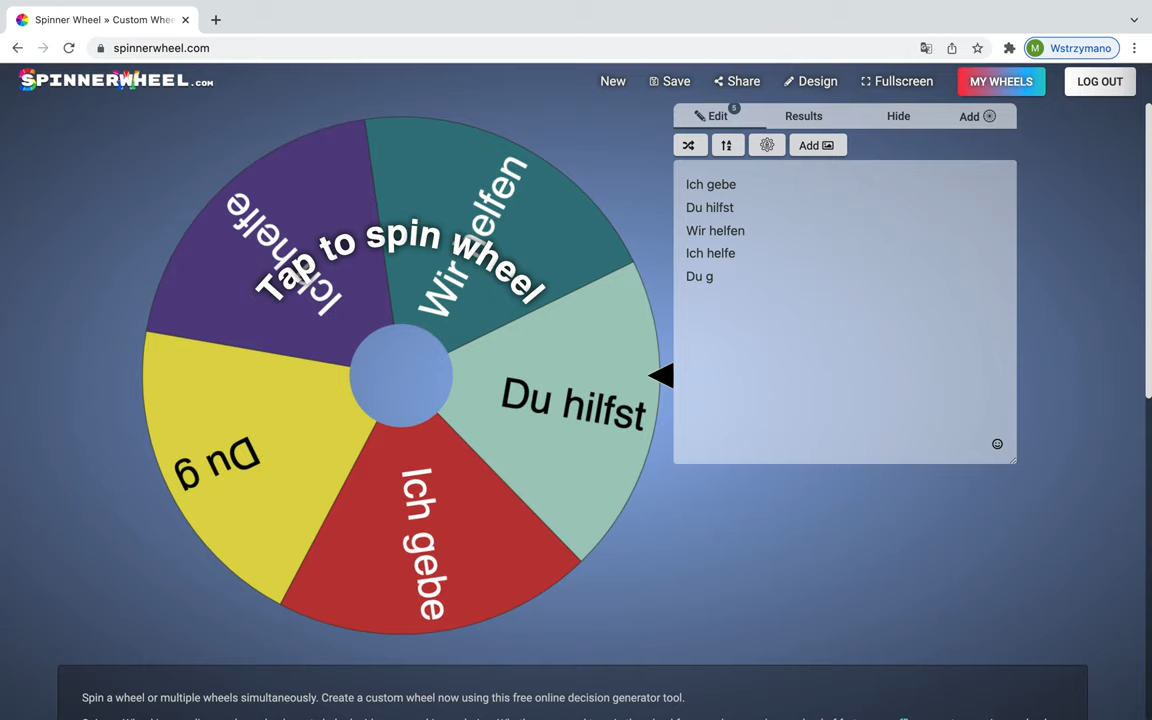 Spinner Wheel » Custom Whee
spinnerwheel.com
M Wstrzymano
SPINNERWHEEL.COM
New Save Share Design Fullscreen MY WHEELS LOG OUT
Edit 5 Results Hide Add
Add
Ich gebe
Du hilfst
Wir helfen
Ich helfe
Du g
Tap to spin wheel
Ich helfe
Wir helfen
Du hilfst
Du g
Ich gebe
Spin a wheel or multiple wheels simultaneously. Create a custom wheel now using this free online decision generator tool.